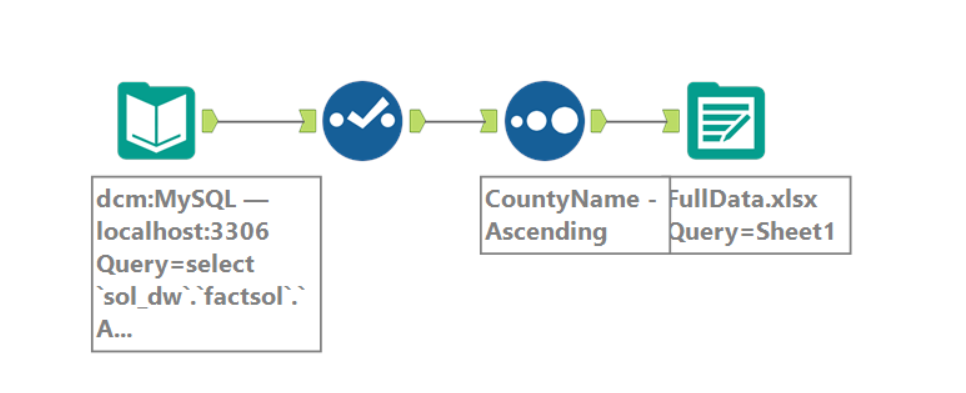 dcm:MySQL —
localhost:3306
Query=select
`sol_dw`.`factsol`.`
A...
CountyName -
Ascending
FullData.xlsx
Query=Sheet1